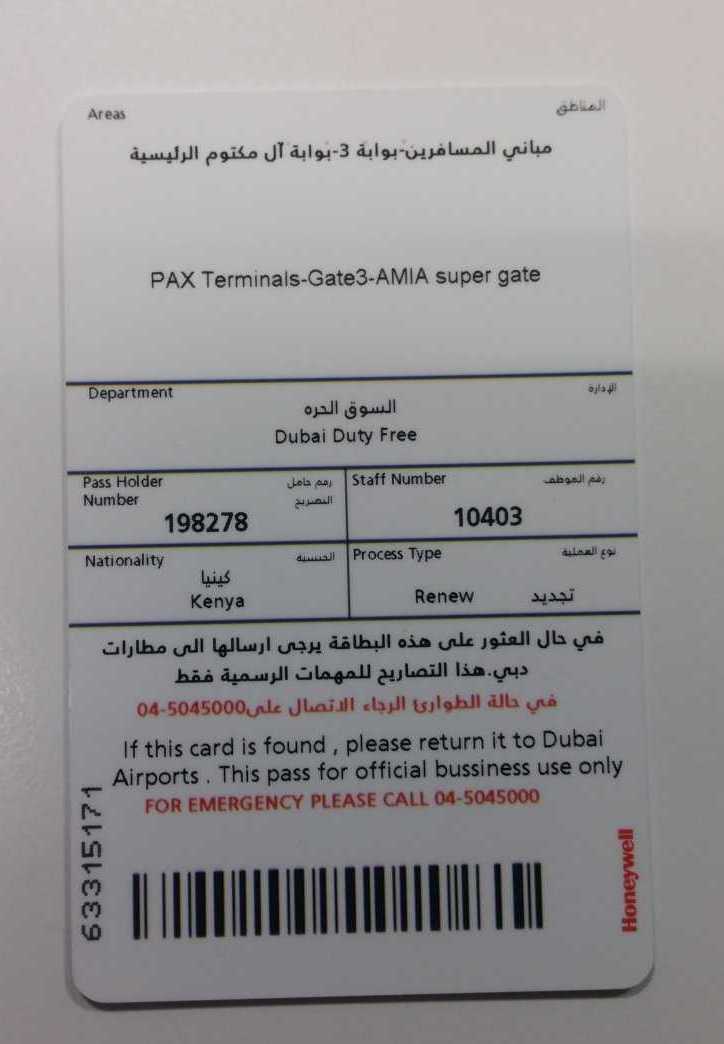 Areas المناطق
مباني المسافرين-بوابة 3-بوابة آل مكتوم الرئيسية
PAX Terminals-Gate3-AMIA super gate
Department الإدارة
السوق الحره
Dubai Duty Free
Pass Holder رقم حامل
Number التصريح
198278
Staff Number رقم الموظف
10403
Nationality الجنسية
كينيا
Kenya
Process Type نوع العملية
Renew تجديد
في حال العثور على هذه البطاقة يرجى ارسالها الى مطارات
دبي.هذا التصاريح للمهمات الرسمية فقط
في حالة الطوارئ الرجاء الاتصال على04-5045000
If this card is found , please return it to Dubai
Airports . This pass for official bussiness use only
FOR EMERGENCY PLEASE CALL 04-5045000
63315171
Honeywell